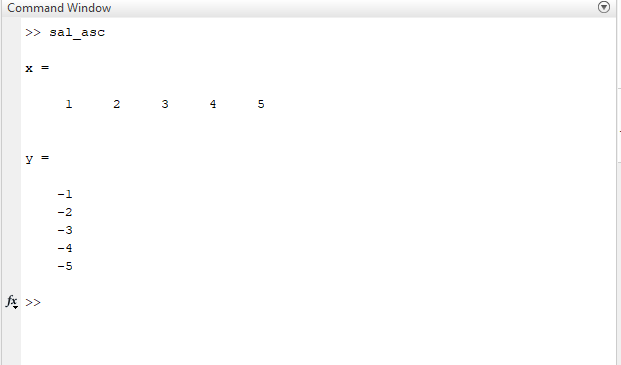 Command Window
>> sal_asc
x =
1 2 3 4 5
y =
-1
-2
-3
-4
-5
fx >>